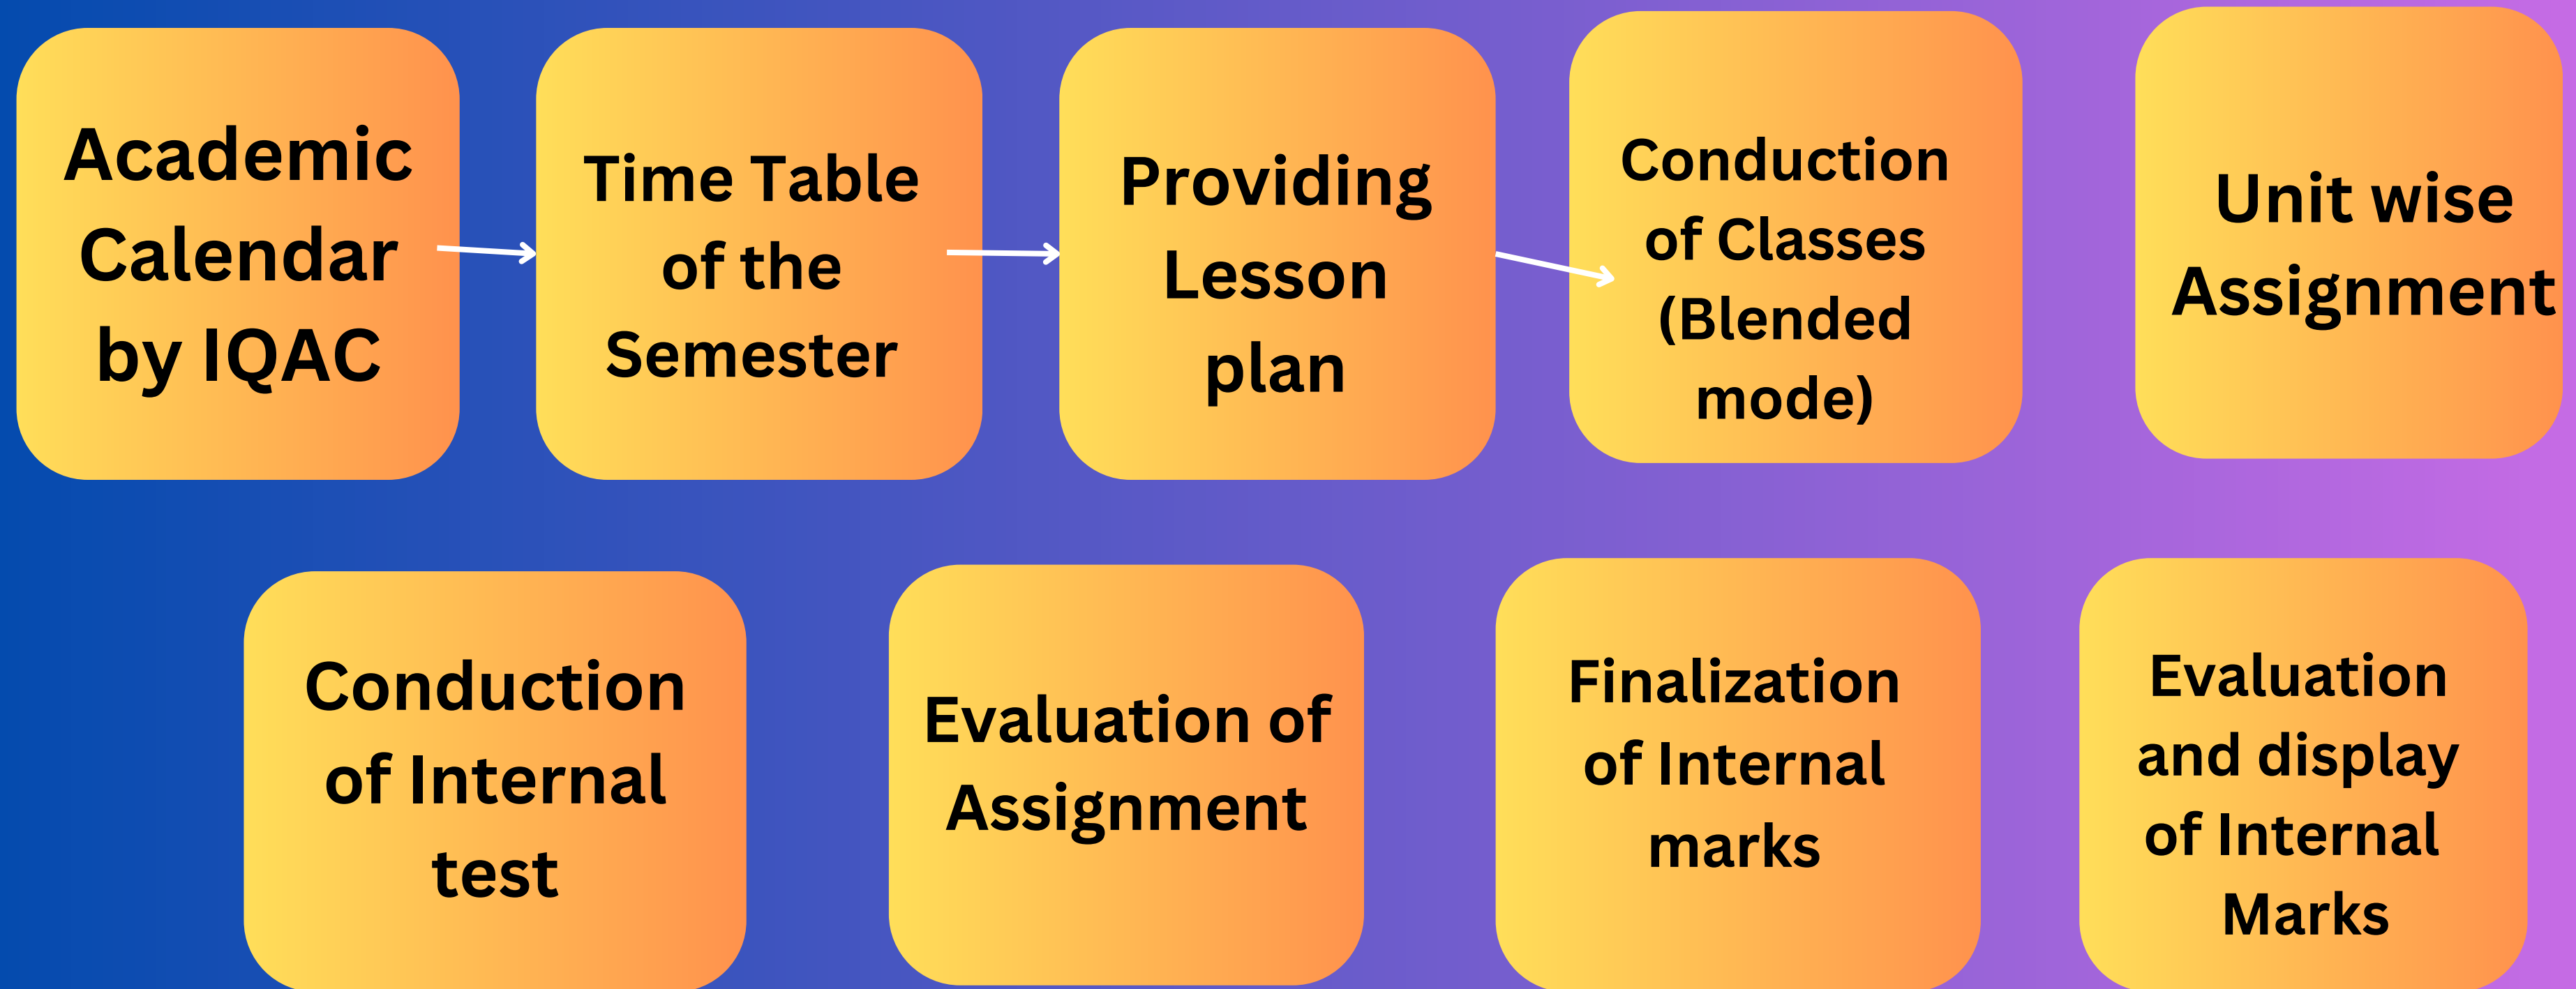 Academic
Calendar
by IQAC
Time Table
of the
Semester
Providing
Lesson
plan
Conduction
of Classes
(Blended
mode)
Unit wise
Assignment
Conduction
of Internal
test
Evaluation of
Assignment
Finalization
of Internal
marks
Evaluation
and display
of Internal
Marks